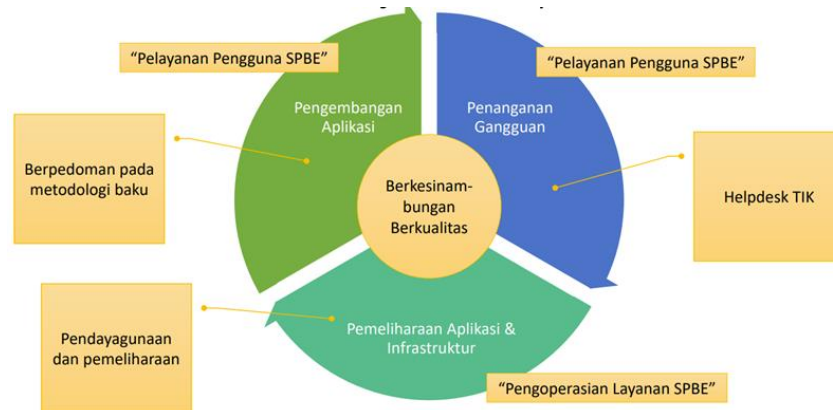 “Pelayanan Pengguna SPBE”
“Pelayanan Pengguna SPBE”
Pengembangan
Aplikasi
Penanganan
Gangguan
Berpedoman pada
metodologi baku
Berkesinam-
bungan
Berkualitas
Helpdesk TIK
Pendayagunaan
dan pemeliharaan
Pemeliharaan Aplikasi &
Infrastruktur
“Pengoperasian Layanan SPBE”